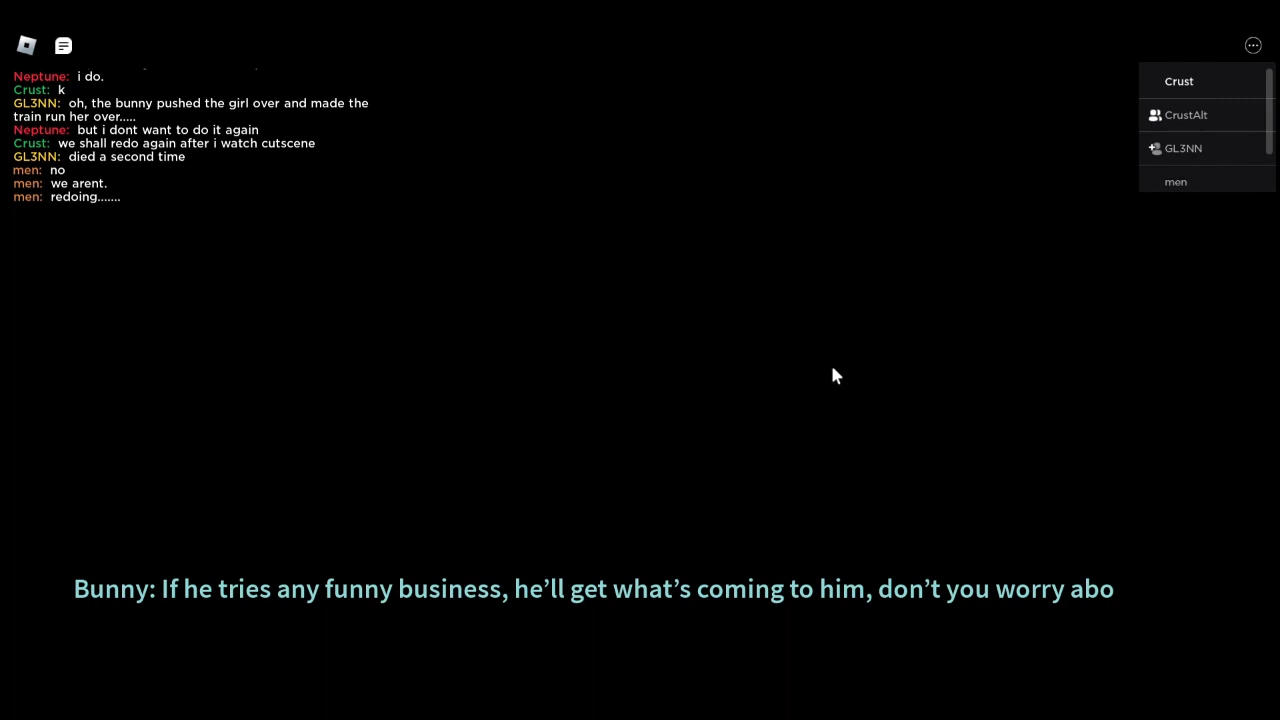 Neptune: i do.
Crust: k
GL3NN: oh, the bunny pushed the girl over and made the
train run her over.....
Neptune: but i dont want to do it again
Crust: we shall redo again after i watch cutscene
GL3NN: died a second time
men: no
men: we arent.
men: redoing.......
Crust
CrustAlt
GL3NN
men
Bunny: If he tries any funny business, he’ll get what’s coming to him, don’t you worry abo